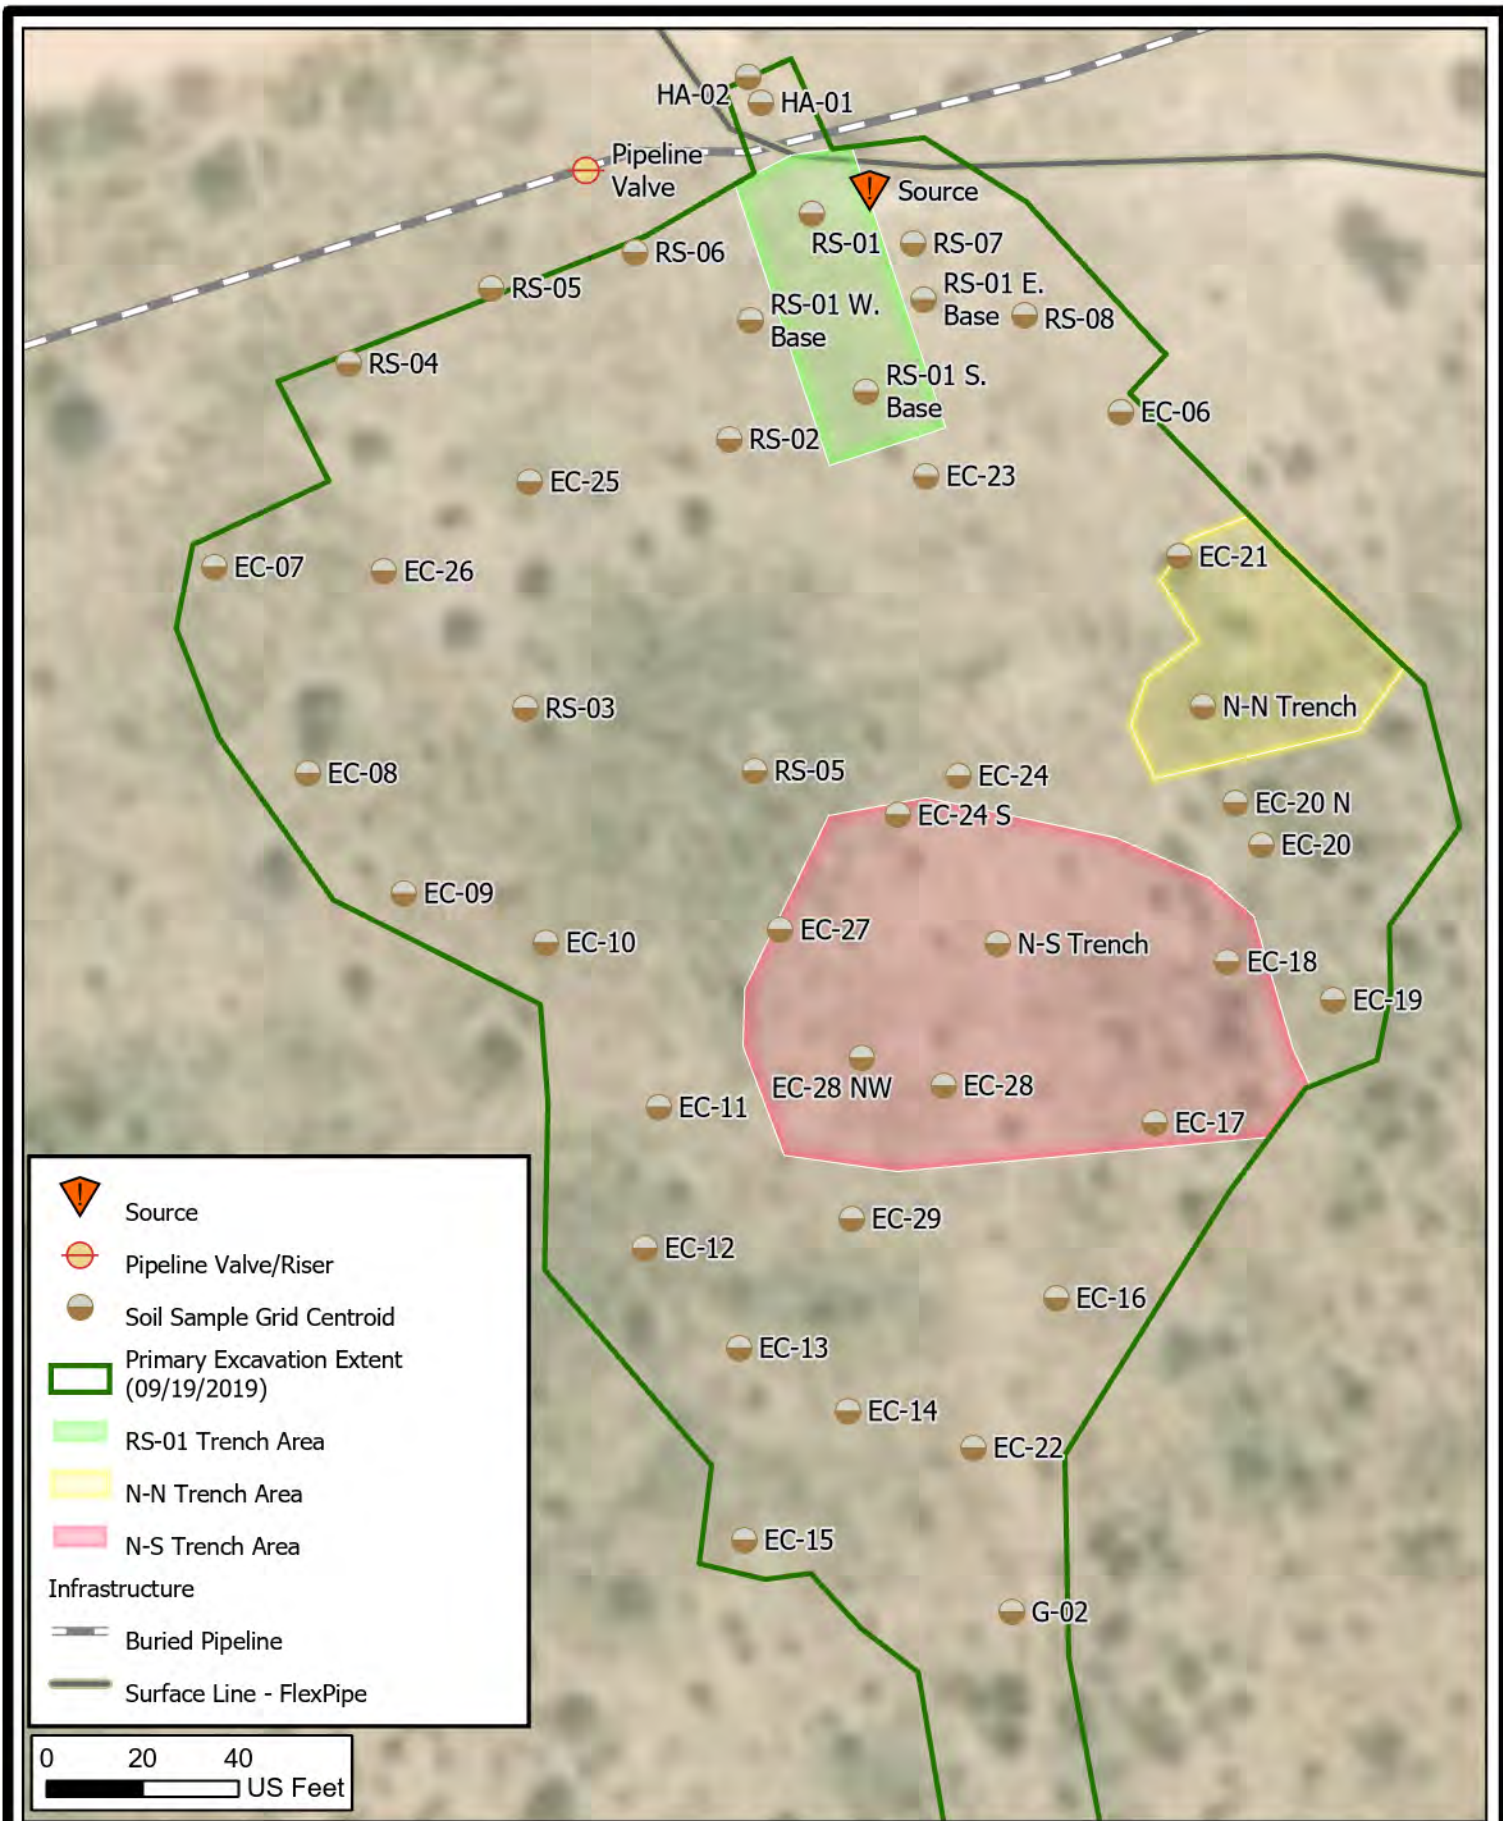 HA-02
HA-01
Pipeline
Valve
Source
RS-01
RS-07
RS-06
RS-05
RS-01 E.
Base
RS-08
RS-01 W.
Base
RS-04
RS-01 S.
Base
EC-06
RS-02
EC-25
EC-23
EC-21
EC-07
EC-26
RS-03
N-N Trench
EC-08
RS-05
EC-24
EC-20 N
EC-24 S
EC-20
EC-09
EC-27
EC-10
N-S Trench
EC-18
EC-19
EC-28 NW
EC-28
EC-11
EC-17
EC-29
EC-12
EC-16
EC-13
EC-14
EC-22
EC-15
G-02
Source
Pipeline Valve/Riser
Soil Sample Grid Centroid
Primary Excavation Extent
(09/19/2019)
RS-01 Trench Area
N-N Trench Area
N-S Trench Area
Infrastructure
Buried Pipeline
Surface Line - FlexPipe
0 20 40
US Feet